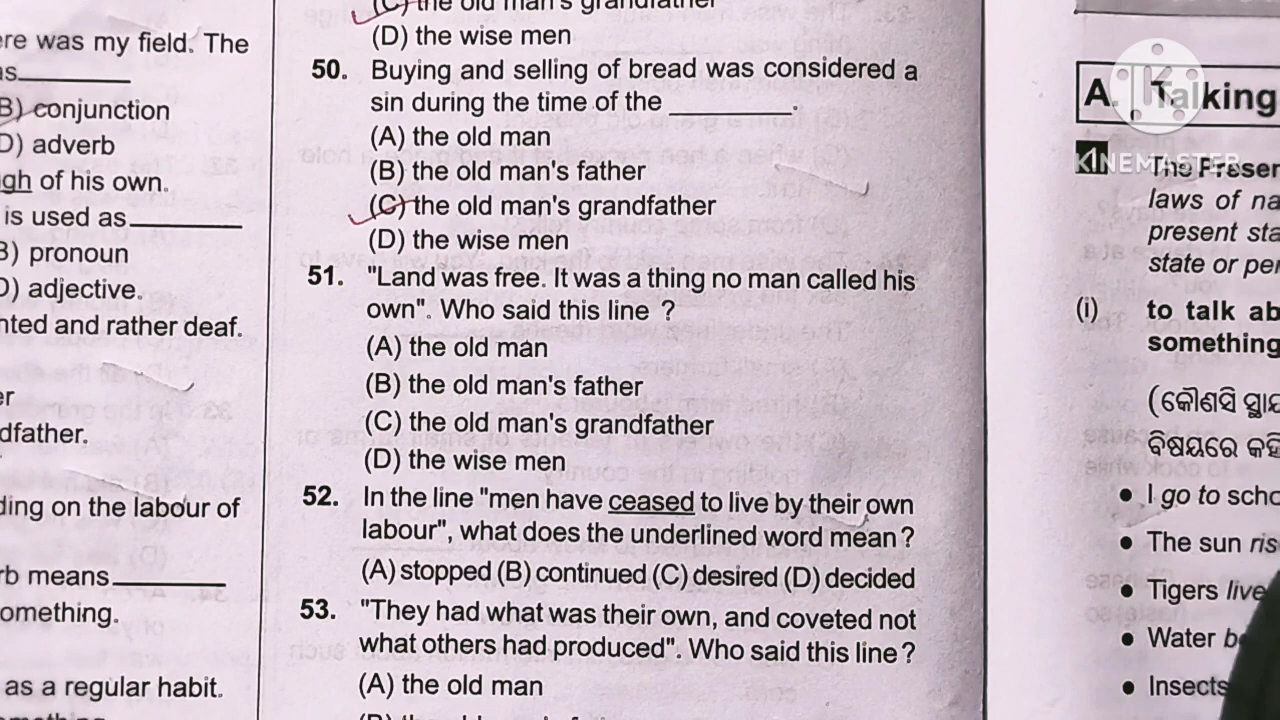 ere was my field. The
as
B) conjunction
D) adverb
gh of his own.
is used as
B) pronoun
D) adjective.
nted and rather deaf.
er
dfather.
ding on the labour of
rb means
omething.
as a regular habit.
(C) the old man's grandfather
(D) the wise men
50. Buying and selling of bread was considered a
sin during the time of the ________.
(A) the old man
(B) the old man's father
(C) the old man's grandfather
(D) the wise men
51. "Land was free. It was a thing no man called his
own". Who said this line ?
(A) the old man
(B) the old man's father
(C) the old man's grandfather
(D) the wise men
52. In the line "men have ceased to live by their own
labour", what does the underlined word mean ?
(A) stopped (B) continued (C) desired (D) decided
53. "They had what was their own, and coveted not
what others had produced". Who said this line ?
(A) the old man
A. Talking
KINEMASTER
1 The Preser
laws of na
present sta
state or per
(i) to talk ab
something
(କୌଣସି ସ୍ଥାୟ
ବିଷୟରେ କହି
• I go to scho
• The sun ris
• Tigers live
• Water b
• Insects